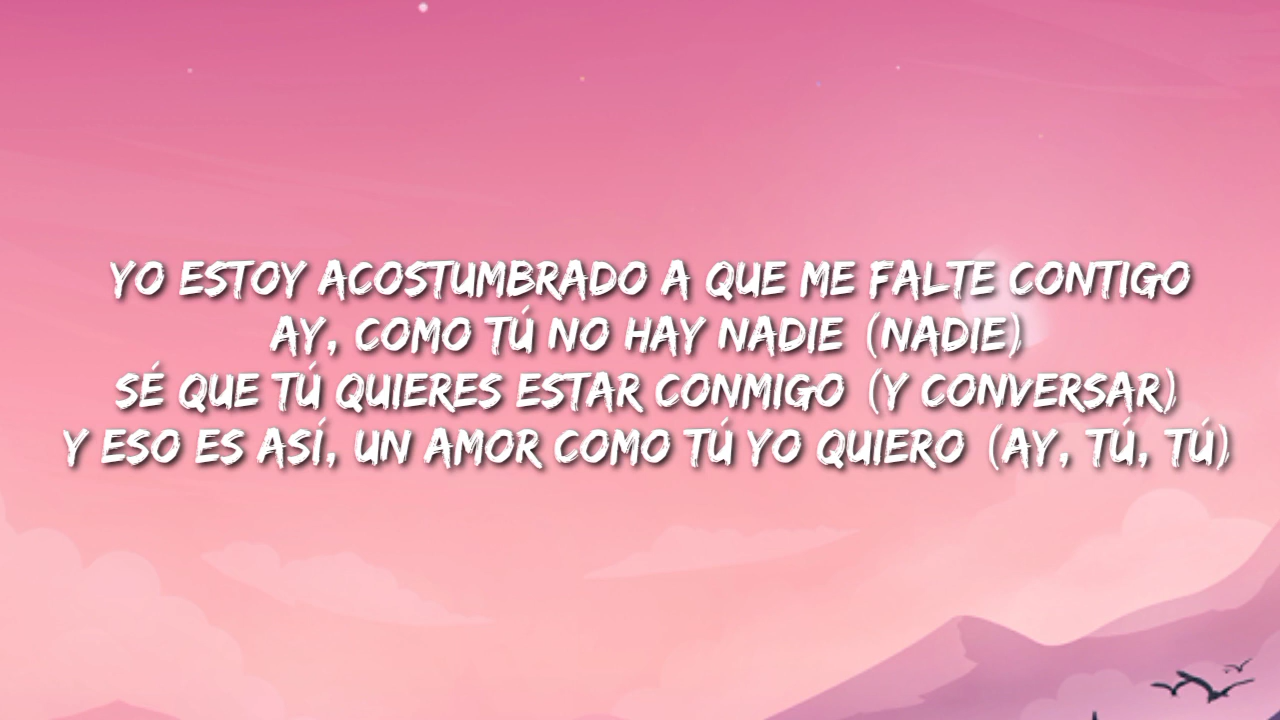 YO ESTOY ACOSTUMBRADO A QUE ME FALTE CONTIGO
AY, COMO TÚ NO HAY NADIE (NADIE)
SÉ QUE TÚ QUIERES ESTAR CONMIGO (Y CONVERSAR)
Y ESO ES ASÍ, UN AMOR COMO TÚ YO QUIERO (AY, TÚ, TÚ)